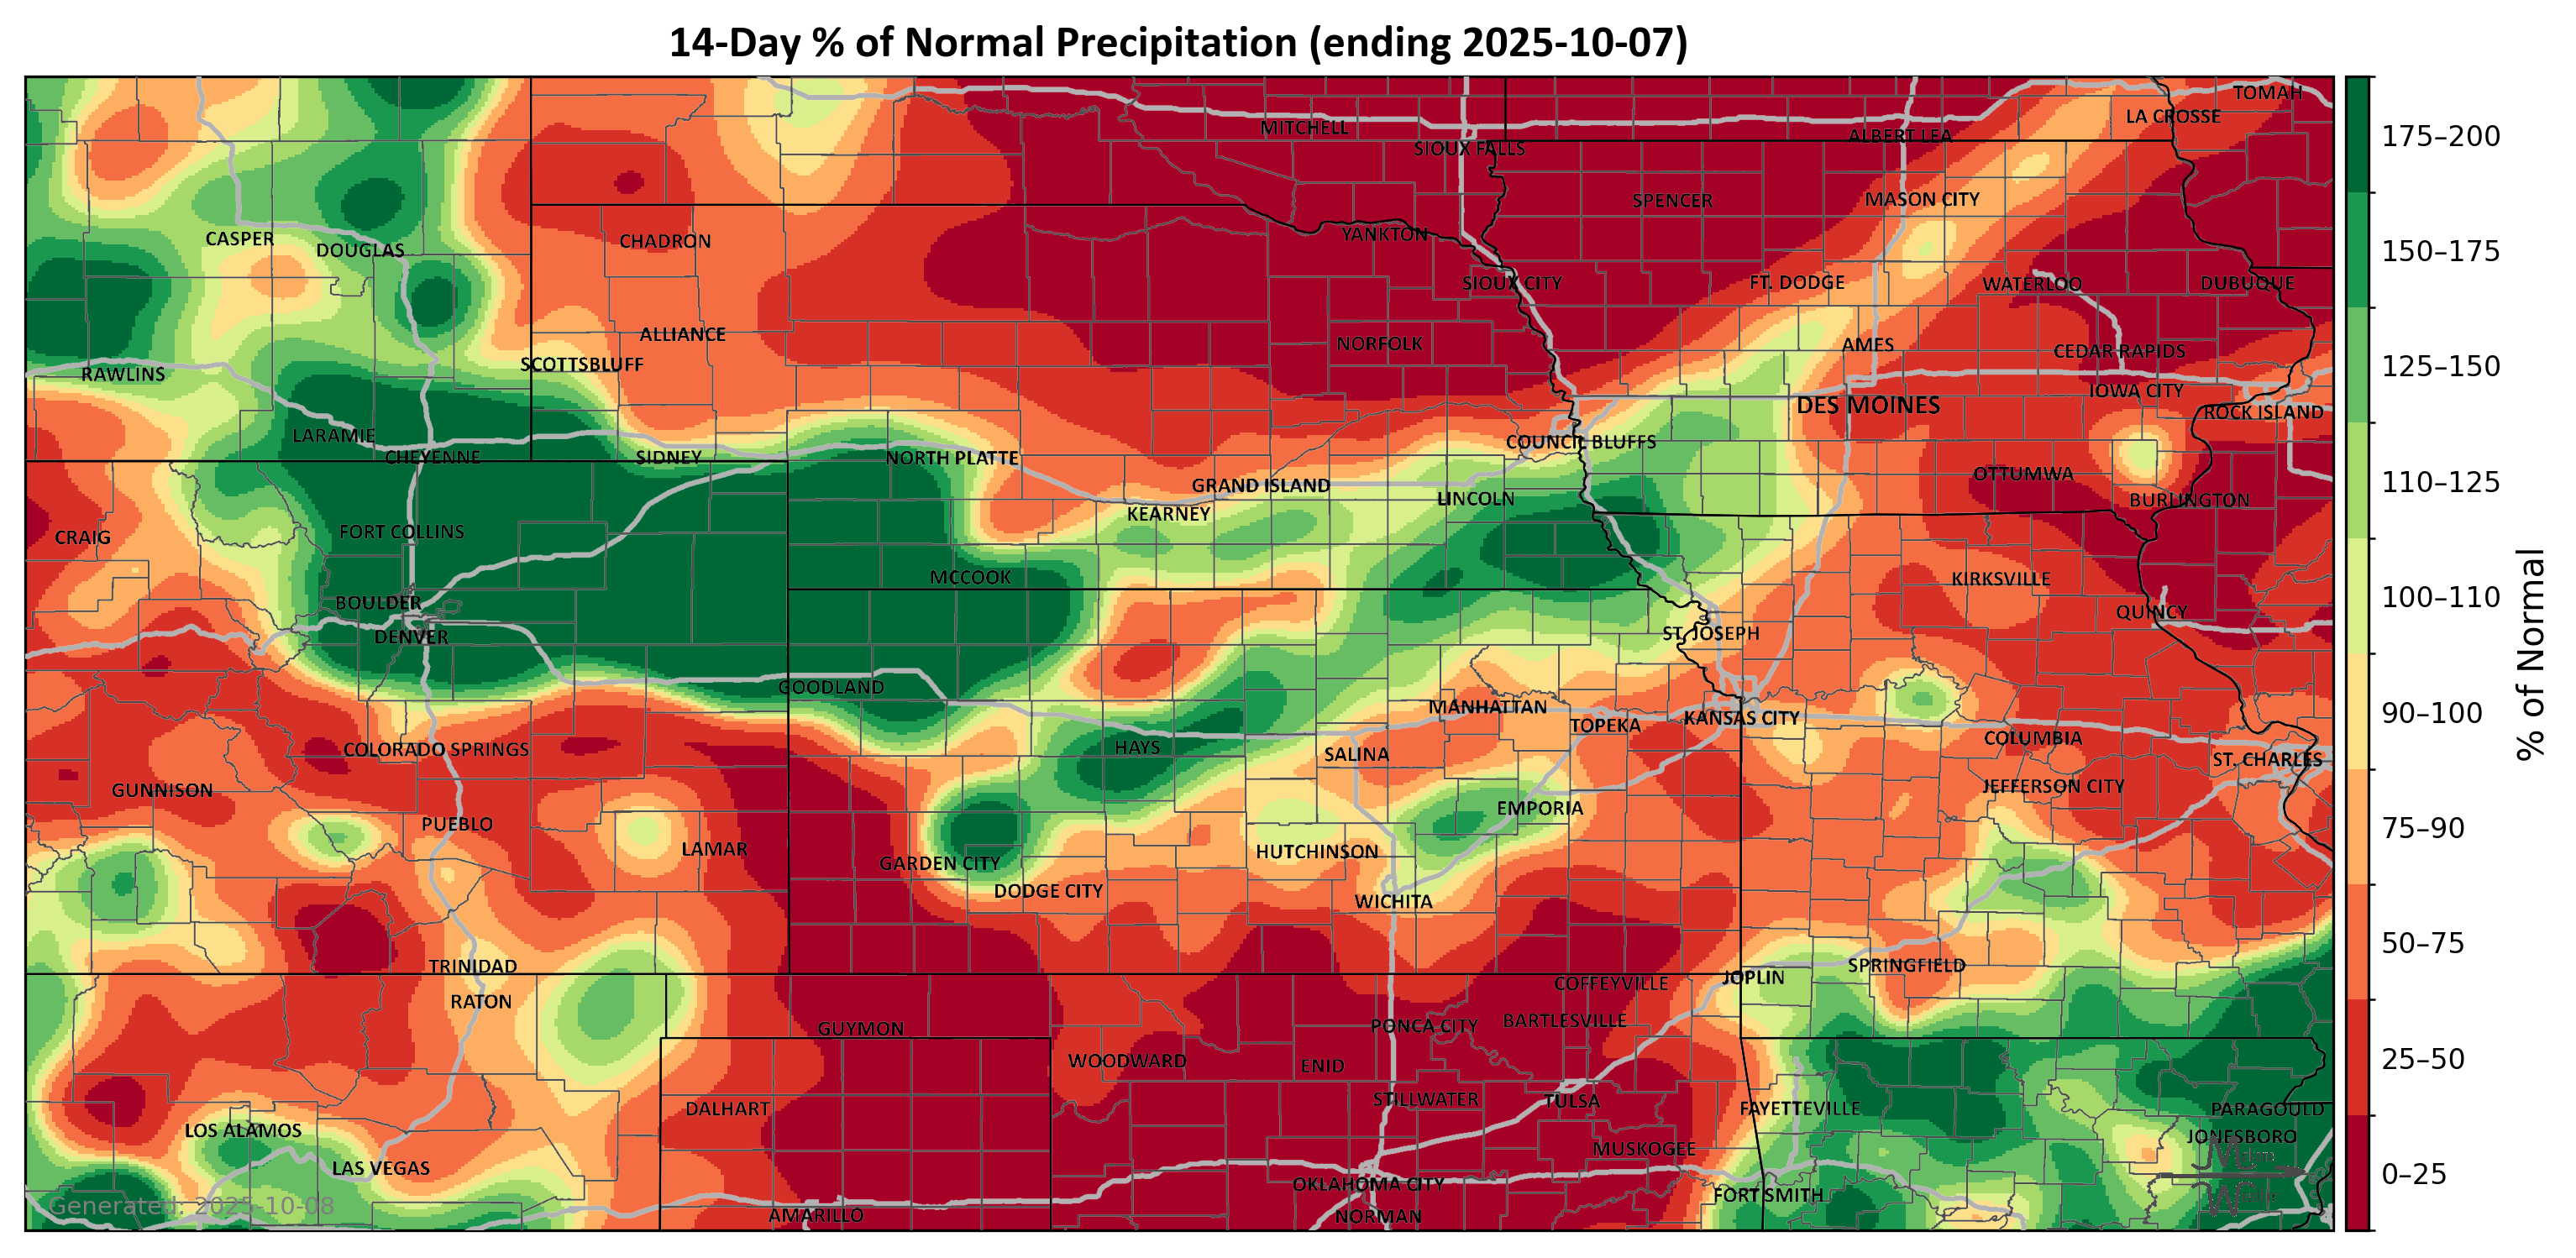 14-Day % of Normal Precipitation (ending 2025-10-07)
TOMAH
LA CROSSE
MITCHELL
ALBERT LEA
SIOUX FALLS
SPENCER
MASON CITY
CASPER
DOUGLAS
CHADRON
YANKTON
SIOUX CITY
FT. DODGE
WATERLOO
DUBUQUE
ALLIANCE
NORFOLK
AMES
CEDAR RAPIDS
SCOTTSBLUFF
RAWLINS
IOWA CITY
DES MOINES
ROCK ISLAND
LARAMIE
COUNCIL BLUFFS
CHEYENNE
SIDNEY
NORTH PLATTE
OTTUMWA
GRAND ISLAND
LINCOLN
BURLINGTON
KEARNEY
CRAIG
FORT COLLINS
MCCOOK
KIRKSVILLE
BOULDER
QUINCY
DENVER
ST. JOSEPH
GOODLAND
MANHATTAN
TOPEKA
KANSAS CITY
COLUMBIA
COLORADO SPRINGS
HAYS
SALINA
ST. CHARLES
GUNNISON
JEFFERSON CITY
EMPORIA
PUEBLO
LAMAR
HUTCHINSON
GARDEN CITY
DODGE CITY
WICHITA
TRINIDAD
SPRINGFIELD
JOPLIN
COFFEYVILLE
RATON
GUYMON
PONCA CITY
BARTLESVILLE
WOODWARD
ENID
STILLWATER
TULSA
DALHART
FAYETTEVILLE
PARAGOULD
LOS ALAMOS
JONESBORO
MUSKOGEE
LAS VEGAS
OKLAHOMA CITY
FORT SMITH
AMARILLO
NORMAN
Generated: 2025-10-08
175–200
150–175
125–150
110–125
100–110
90–100
75–90
50–75
25–50
0–25
% of Normal